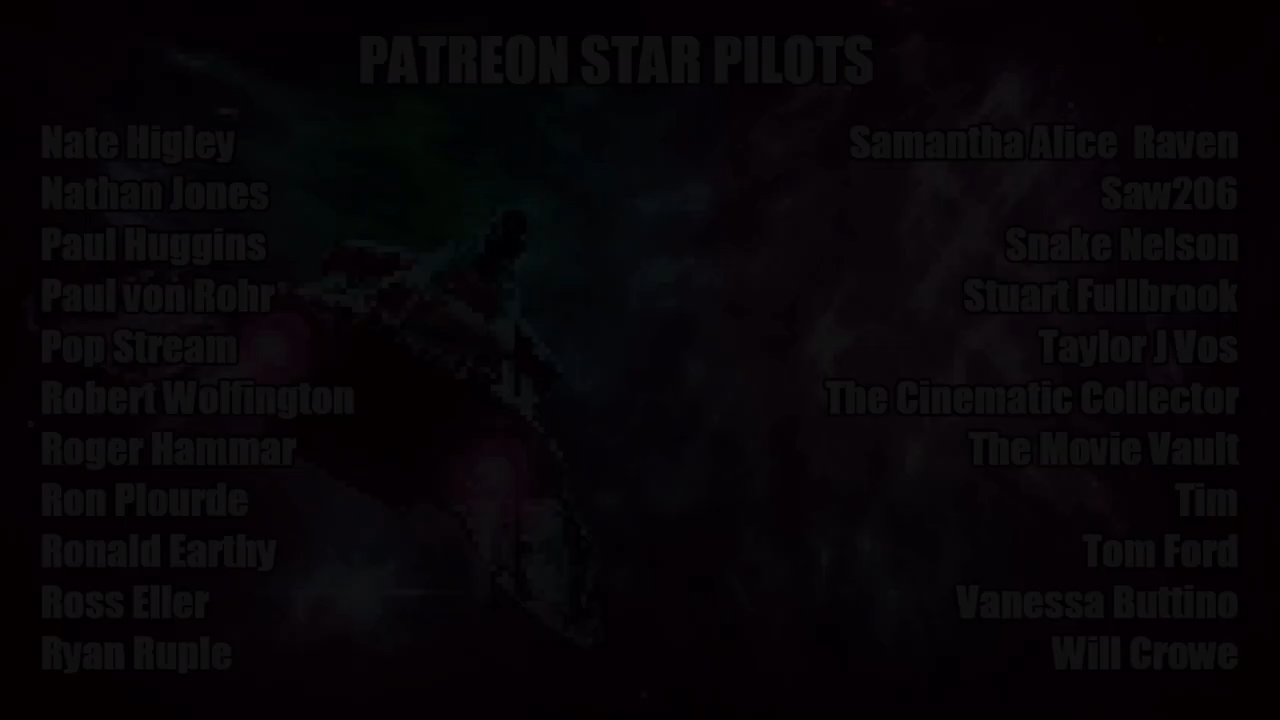 PATREON STAR PILOTS
Nate Higley
Nathan Jones
Paul Huggins
Paul von Rohr
Pop Stream
Robert Wolfington
Roger Hammar
Ron Plourde
Ronald Earthy
Ross Eller
Ryan Ruple
Samantha Alice  Raven
Saw206
Snake Nelson
Stuart Fullbrook
Taylor J Vos
The Cinematic Collector
The Movie Vault
Tim
Tom Ford
Vanessa Buttino
Will Crowe